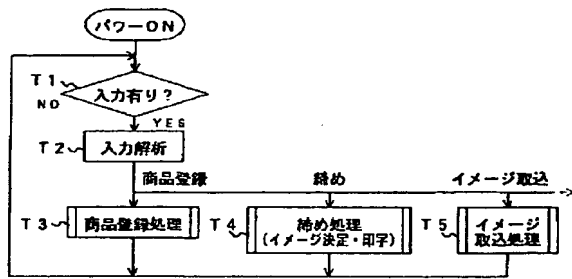 パワーON
T1
入力有り？
NO
YES
T2
入力解析
商品登録
締め
イメージ取込
T3
商品登録処理
T4
締め処理
(イメージ決定・印字)
T5
イメージ
取込処理